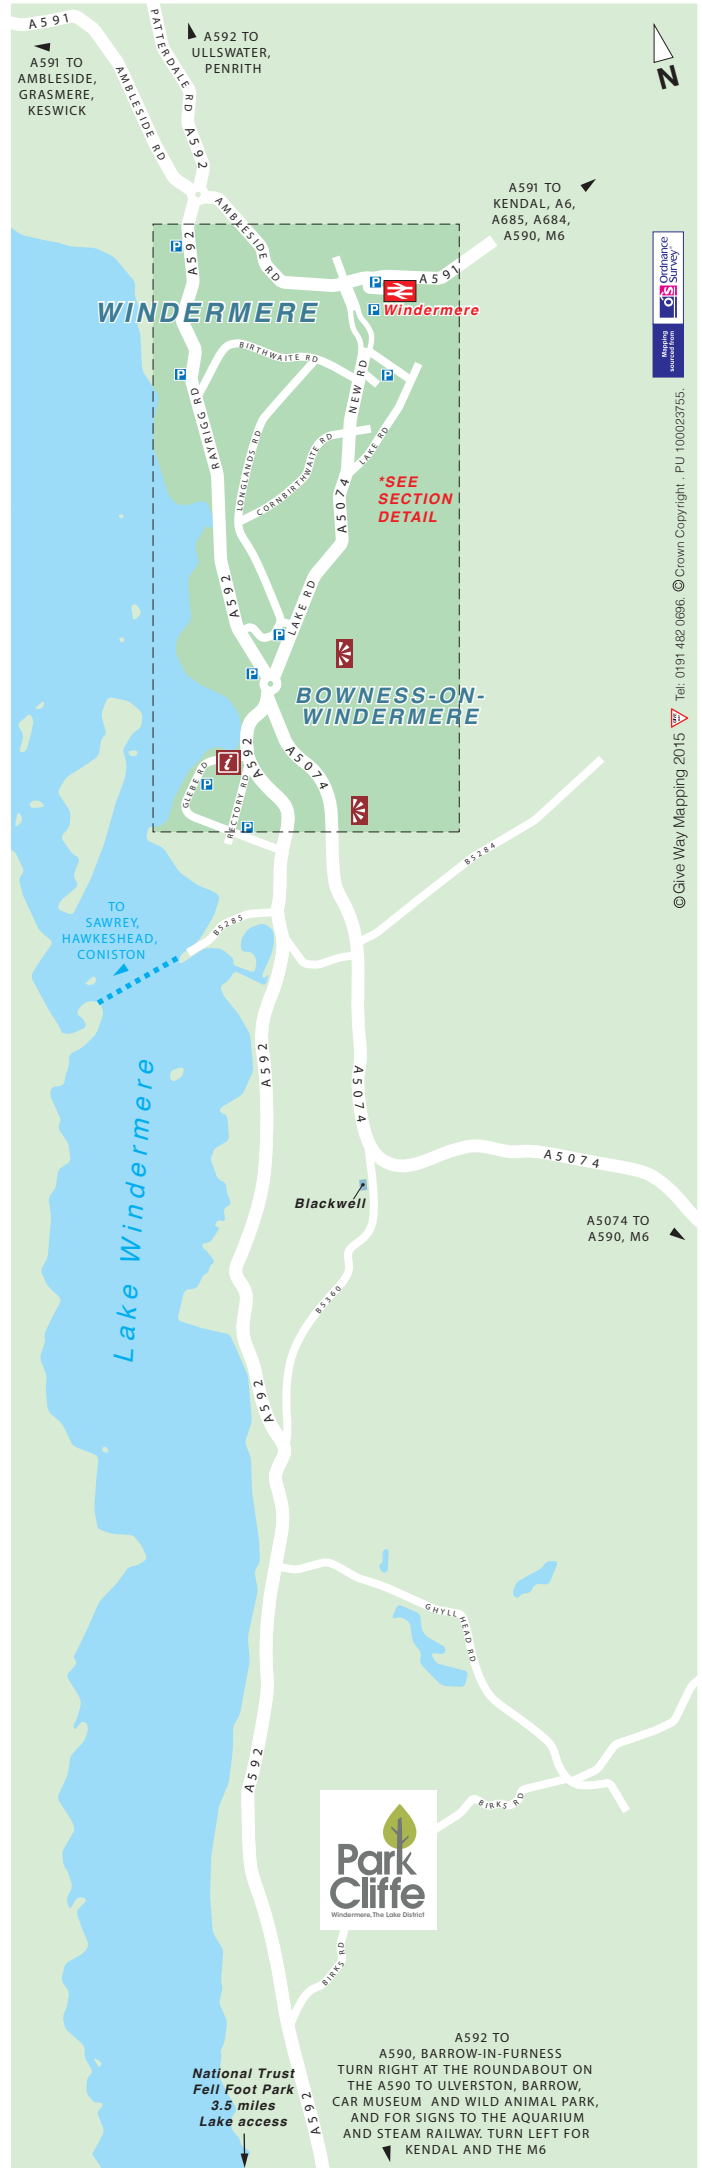 A591
PATTERDALE RD
A592
A592 TO
ULLSWATER,
PENRITH
A591 TO
AMBLESIDE,
GRASMERE,
KESWICK
AMBLESIDE RD
N
A591 TO
KENDAL, A6,
A685, A684,
A590, M6
AMBLESIDE RD
A592
A591
P
P
P
Windermere
WINDERMERE
Ordnance
Survey
Mapping
sourced from
BIRTHWAITE RD
P
P
RAYRIGG RD
NEW RD
LONGLANDS RD
CORNBIRTHWAITE RD
LAKE RD
*SEE
SECTION
DETAIL
A5074
A592
LAKE RD
P
P
BOWNESS-ON-
WINDERMERE
© Give Way Mapping 2015 Tel: 0191 482 0696. © Crown Copyright . PU 100023755.
i
A592
A5074
GLEBE RD
P
RECTORY RD
P
B5284
B5285
TO
SAWREY,
HAWKESHEAD,
CONISTON
A592
A5074
Lake Windermere
A5074
Blackwell
A5074 TO
A590, M6
B5360
A592
GHYLL HEAD RD
A592
BIRKS RD
Park
Cliffe
Windermere, The Lake District
BIRKS RD
National Trust
Fell Foot Park
3.5 miles
Lake access
A592
A592 TO
A590, BARROW-IN-FURNESS
TURN RIGHT AT THE ROUNDABOUT ON
THE A590 TO ULVERSTON, BARROW,
CAR MUSEUM AND WILD ANIMAL PARK,
AND FOR SIGNS TO THE AQUARIUM
AND STEAM RAILWAY. TURN LEFT FOR
KENDAL AND THE M6